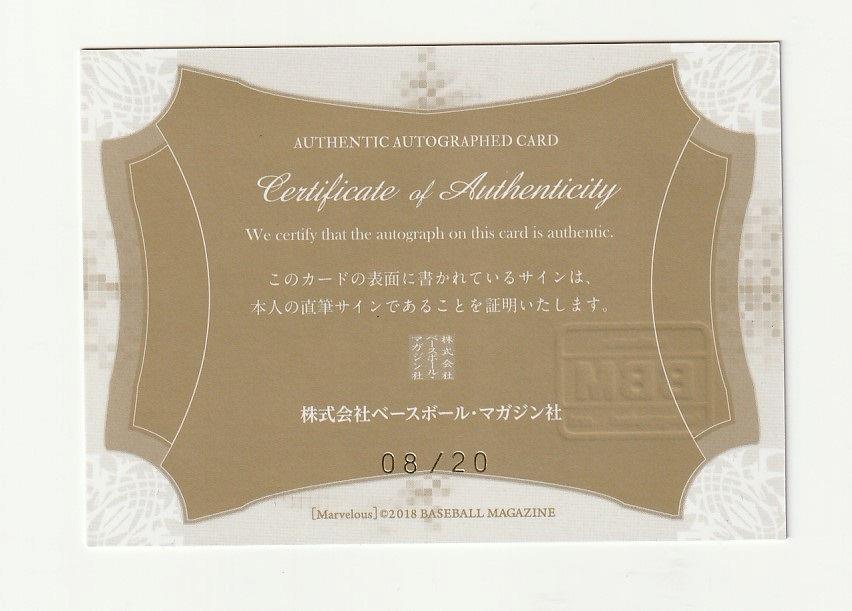 AUTHENTIC AUTOGRAPHED CARD
Certificate of Authenticity
We certify that the autograph on this card is authentic.
このカードの表面に書かれているサインは、
本人の直筆サインであることを証明いたします。
株式会社
ベースボール・
マガジン社
BBM
株式会社ベースボール・マガジン社
08/20
[Marvelous]©2018 BASEBALL MAGAZINE